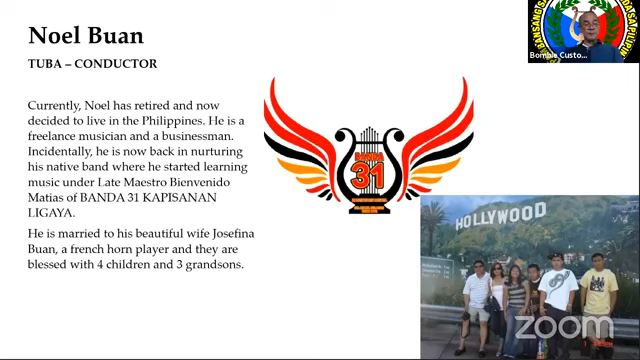 Noel Buan
TUBA – CONDUCTOR
Currently, Noel has retired and now
decided to live in the Philippines. He is a
freelance musician and a businessman.
Incidentally, he is now back in nurturing
his native band where he started learning
music under Late Maestro Bienvenido
Matias of BANDA 31 KAPISANAN
LIGAYA.
He is married to his beautiful wife Josefina
Buan, a french horn player and they are
blessed with 4 children and 3 grandsons.
BANDA
31
Bombie Custo...
HOLLYWOOD
zoom